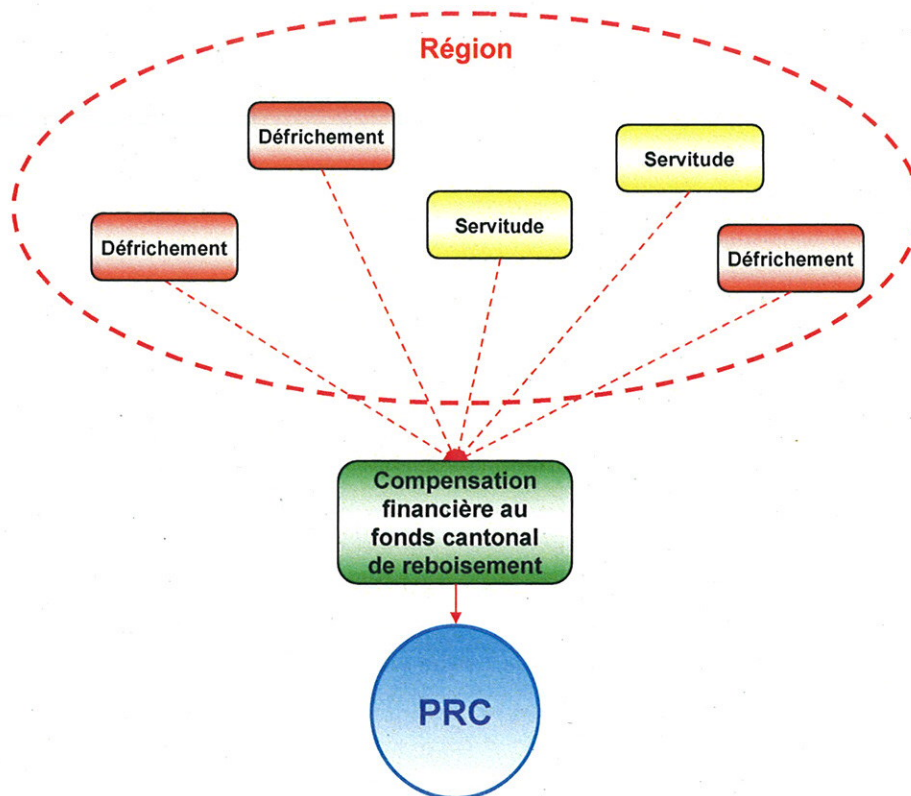 Région
Défrichement
Servitude
Défrichement
Servitude
Défrichement
Compensation
financière au
fonds cantonal
de reboisement
PRC